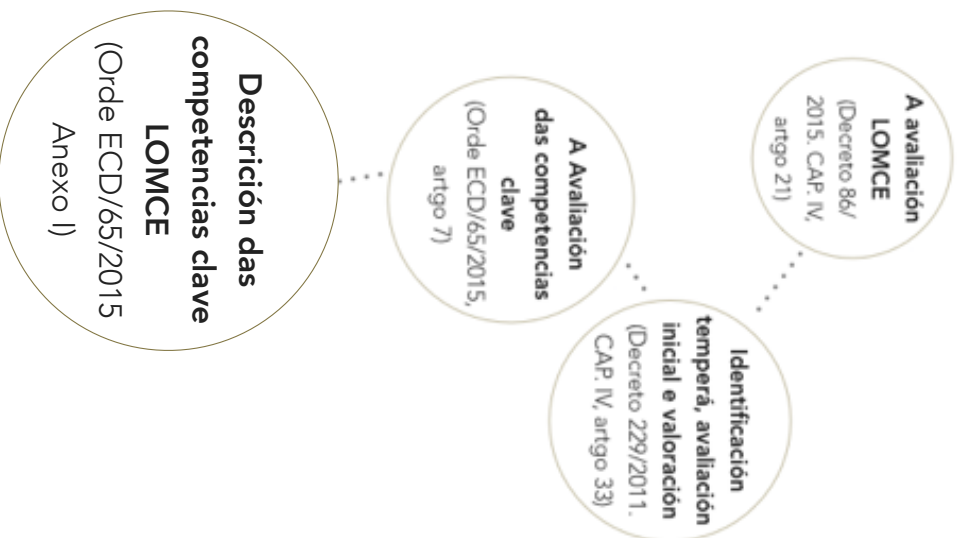 A avaliación
LOMCE
(Decreto 86/
2015. CAP. IV,
artgo 21)
Identificación
temperá, avaliación
inicial e valoración
(Decreto 229/2011.
CAP. IV, artgo 33)
A Avaliación
das competencias
clave
(Orde ECD/65/2015,
artgo 7)
Descrición das
competencias clave
LOMCE
(Orde ECD/65/2015
Anexo I)